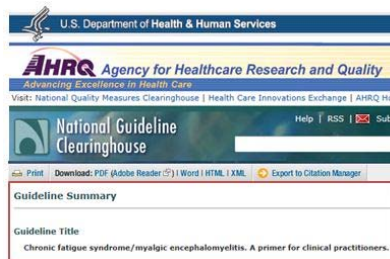 U.S. Department of Health & Human Services
AHRQ Agency for Healthcare Research and Quality
Advancing Excellence in Health Care
Visit: National Quality Measures Clearinghouse | Health Care Innovations Exchange | AHRQ
National Guideline
Clearinghouse
Help | RSS | Sub
Print Download: PDF (Adobe Reader) | Word | HTML | XML Export to Citation Manager
Guideline Summary
Guideline Title
Chronic fatigue syndrome/myalgic encephalomyelitis. A primer for clinical practitioners.